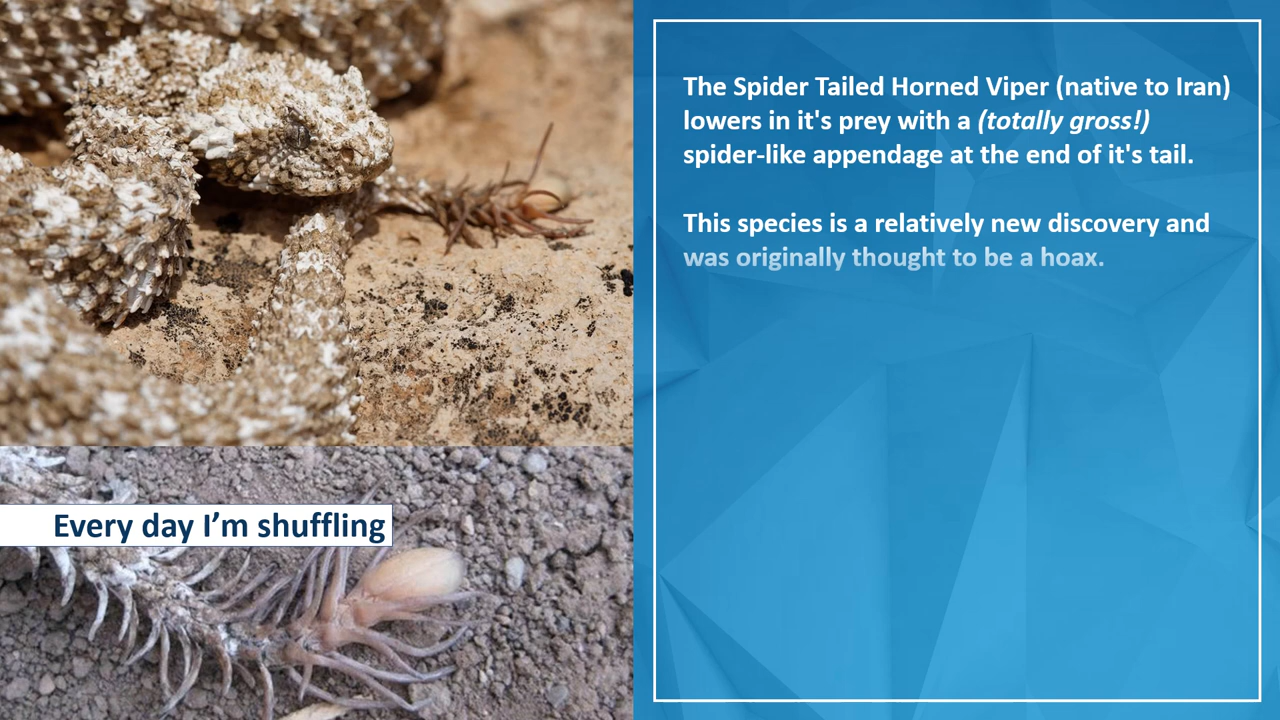 The Spider Tailed Horned Viper (native to Iran)
lowers in it's prey with a (totally gross!)
spider-like appendage at the end of it's tail.
This species is a relatively new discovery and
was originally thought to be a hoax.
Every day I’m shuffling